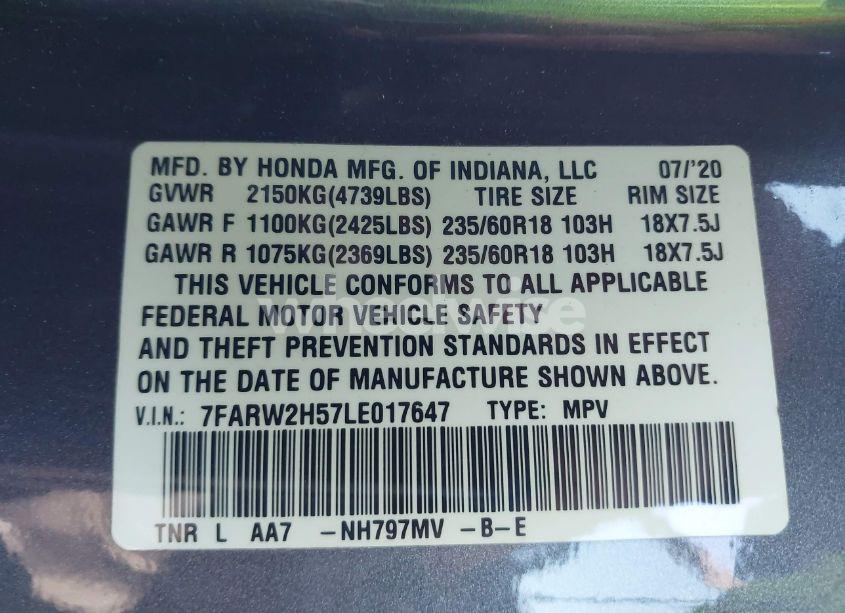 MFD. BY HONDA MFG. OF INDIANA, LLC 07/'20
GVWR 2150KG(4739LBS) TIRE SIZE RIM SIZE
GAWR F 1100KG(2425LBS) 235/60R18 103H 18X7.5J
GAWR R 1075KG(2369LBS) 235/60R18 103H 18X7.5J
THIS VEHICLE CONFORMS TO ALL APPLICABLE
FEDERAL MOTOR VEHICLE SAFETY
AND THEFT PREVENTION STANDARDS IN EFFECT
ON THE DATE OF MANUFACTURE SHOWN ABOVE.
V.I.N.: 7FARW2H57LE017647 TYPE: MPV
TNR L AA7 -NH797MV -B-E
wheelwise